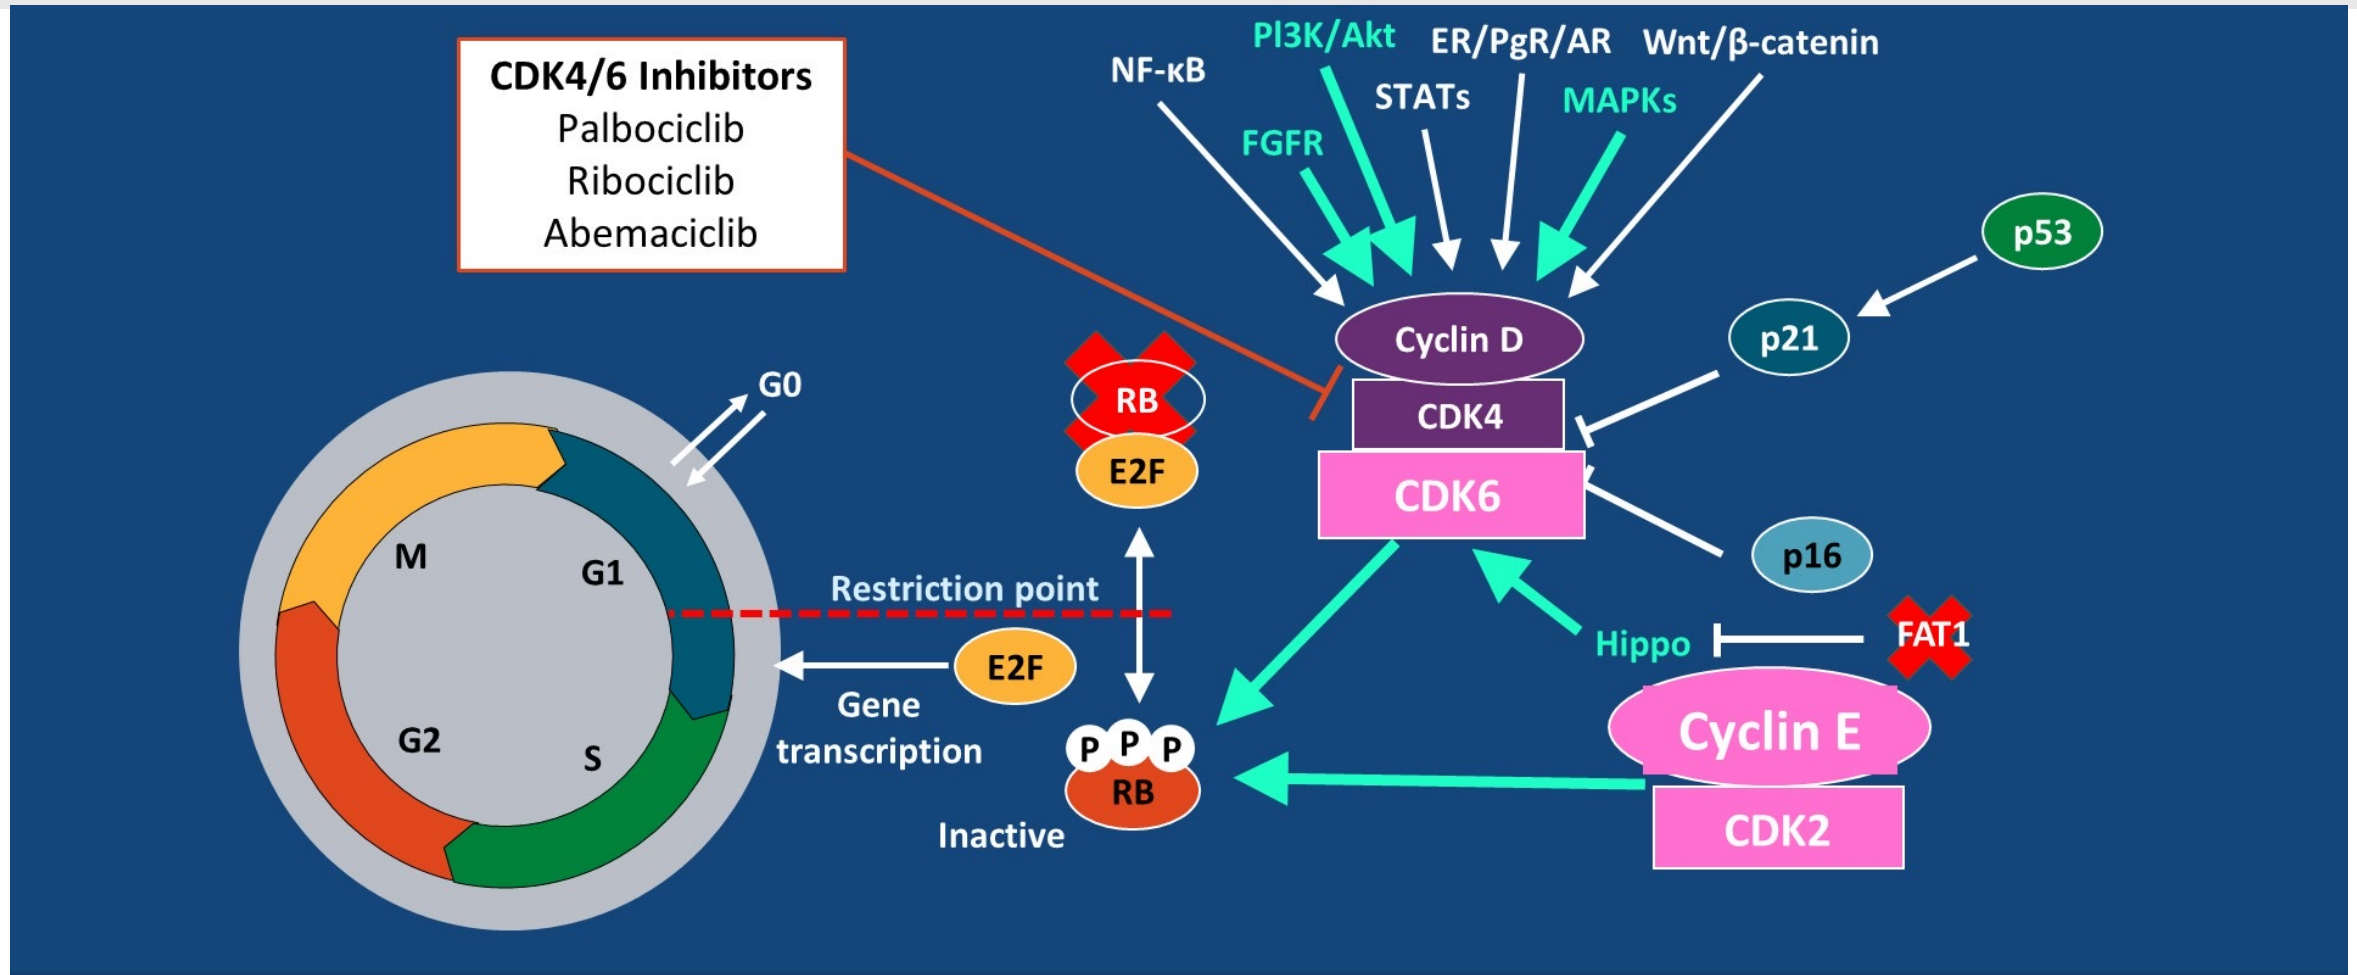 CDK4/6 Inhibitors
Palbociclib
Ribociclib
Abemaciclib
NF-κB
PI3K/Akt
ER/PgR/AR
Wnt/β-catenin
STATs
MAPKs
FGFR
p53
p21
Cyclin D
CDK4
CDK6
p16
RB
E2F
G0
M
G1
G2
S
Restriction point
E2F
Gene
transcription
P P P
RB
Inactive
Hippo
FAT1
Cyclin E
CDK2